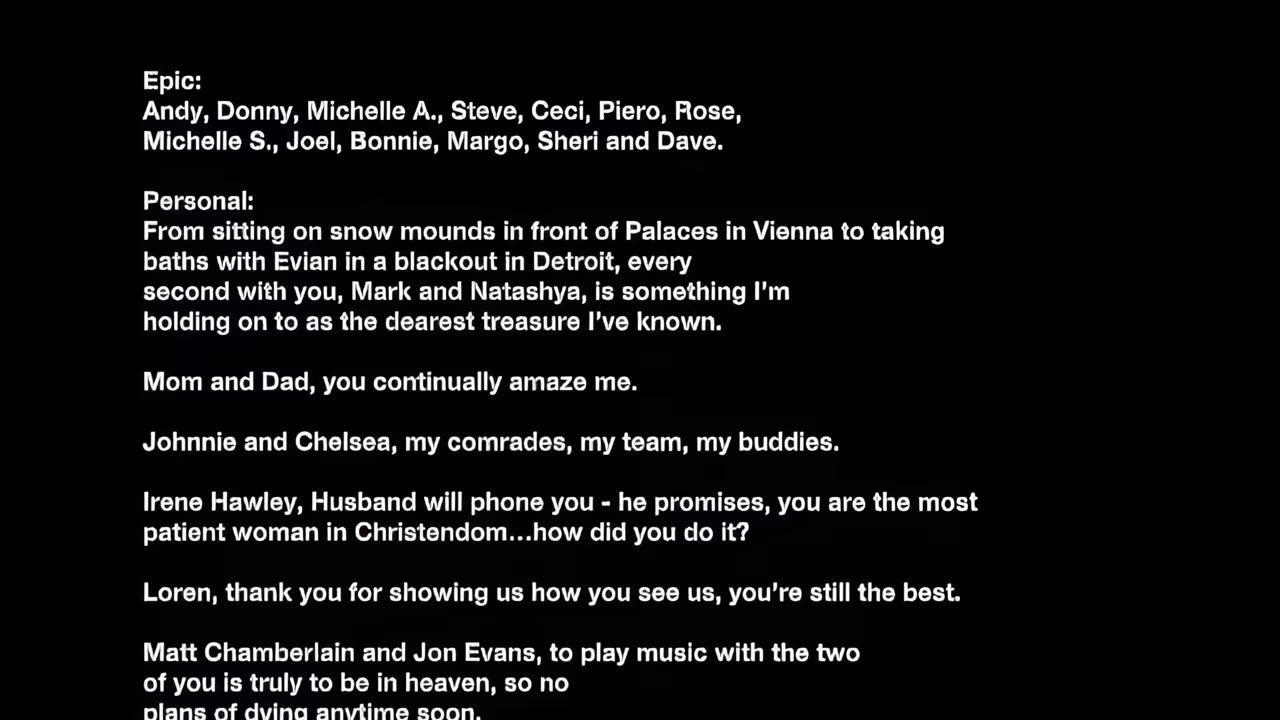 Epic:
Andy, Donny, Michelle A., Steve, Ceci, Piero, Rose,
Michelle S., Joel, Bonnie, Margo, Sheri and Dave.
Personal:
From sitting on snow mounds in front of Palaces in Vienna to taking
baths with Evian in a blackout in Detroit, every
second with you, Mark and Natashya, is something I'm
holding on to as the dearest treasure I've known.
Mom and Dad, you continually amaze me.
Johnnie and Chelsea, my comrades, my team, my buddies.
Irene Hawley, Husband will phone you - he promises, you are the most
patient woman in Christendom...how did you do it?
Loren, thank you for showing us how you see us, you're still the best.
Matt Chamberlain and Jon Evans, to play music with the two
of you is truly to be in heaven, so no
plans of dying anytime soon.